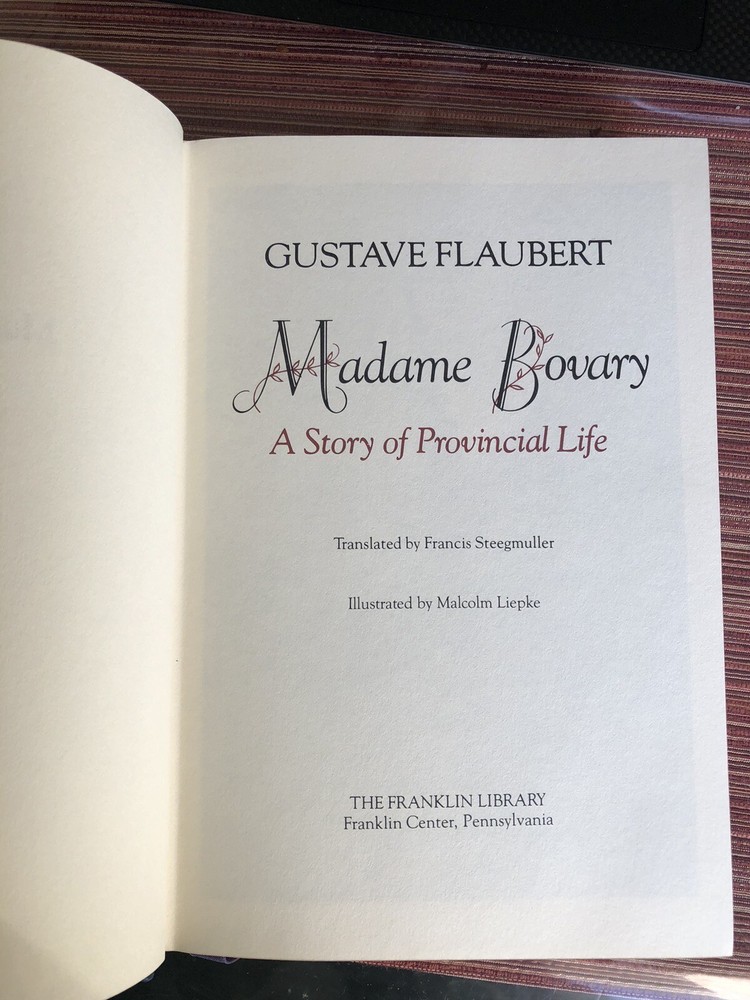 GUSTAVE FLAUBERT
Madame Bovary
A Story of Provincial Life
Translated by Francis Steegmuller
Illustrated by Malcolm Liepke
THE FRANKLIN LIBRARY
Franklin Center, Pennsylvania